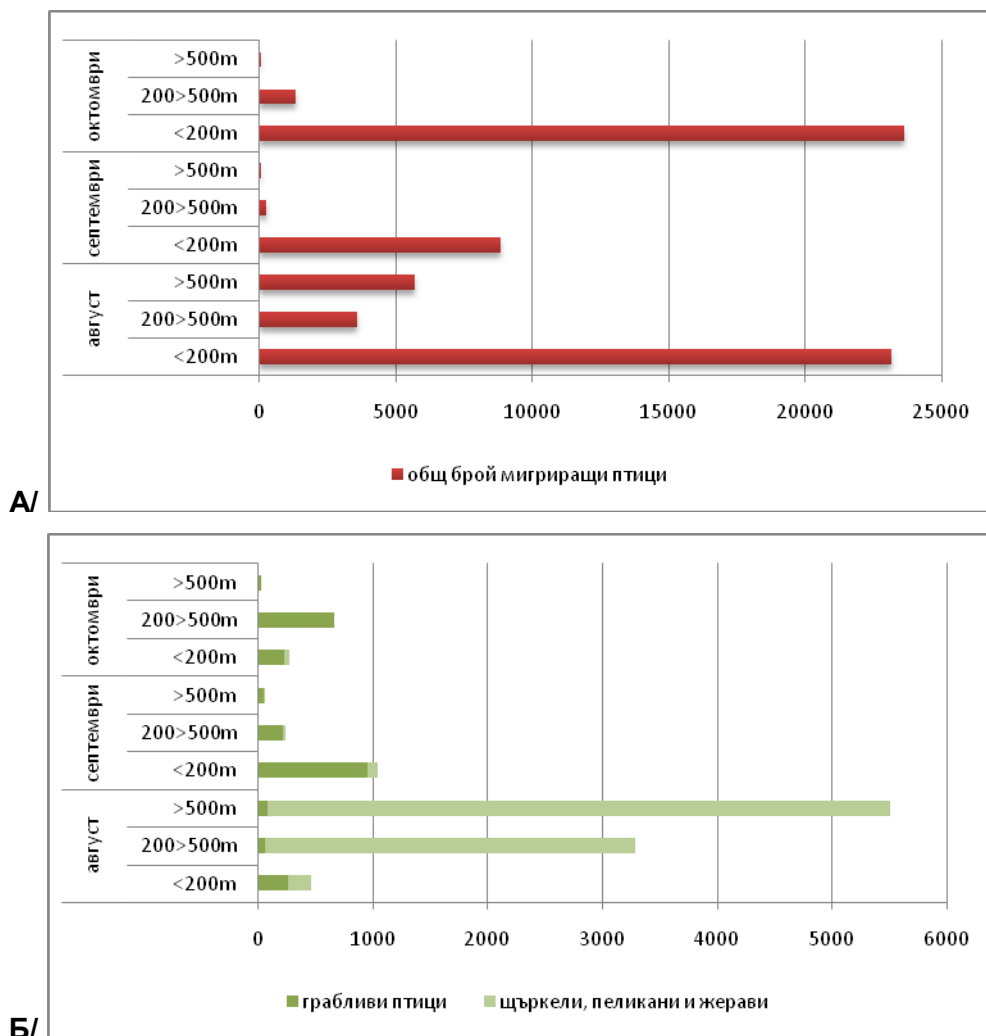 октомври
>500m
200>500m
<200m
септември
>500m
200>500m
<200m
август
>500m
200>500m
<200m
0 5000 10000 15000 20000 25000
общ брой мигриращи птици
А/
октомври
>500m
200>500m
<200m
септември
>500m
200>500m
<200m
август
>500m
200>500m
<200m
0 1000 2000 3000 4000 5000 6000
грабливи птици щъркели, пеликани и жерави
Б/